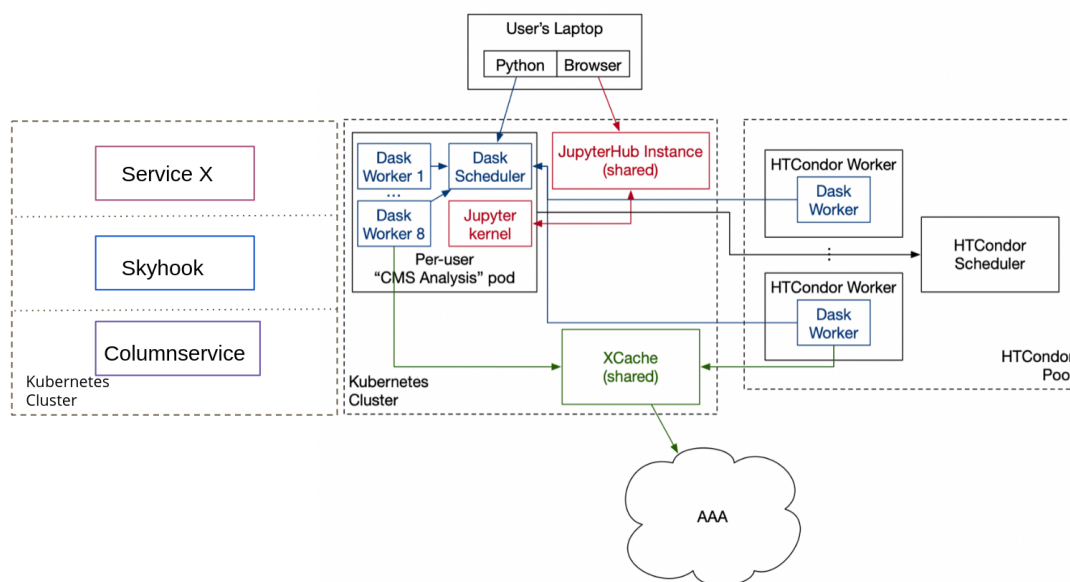 User's Laptop
Python
Browser
Service X
Skyhook
Columnservice
Kubernetes
Cluster
Dask
Worker 1
...
Dask
Worker 8
Dask
Scheduler
Jupyter
kernel
Per-user
“CMS Analysis” pod
JupyterHub Instance
(shared)
XCache
(shared)
Kubernetes
Cluster
HTCondor Worker
Dask
Worker
⋮
HTCondor Worker
Dask
Worker
HTCondor
Scheduler
HTCondo
Poo
AAA